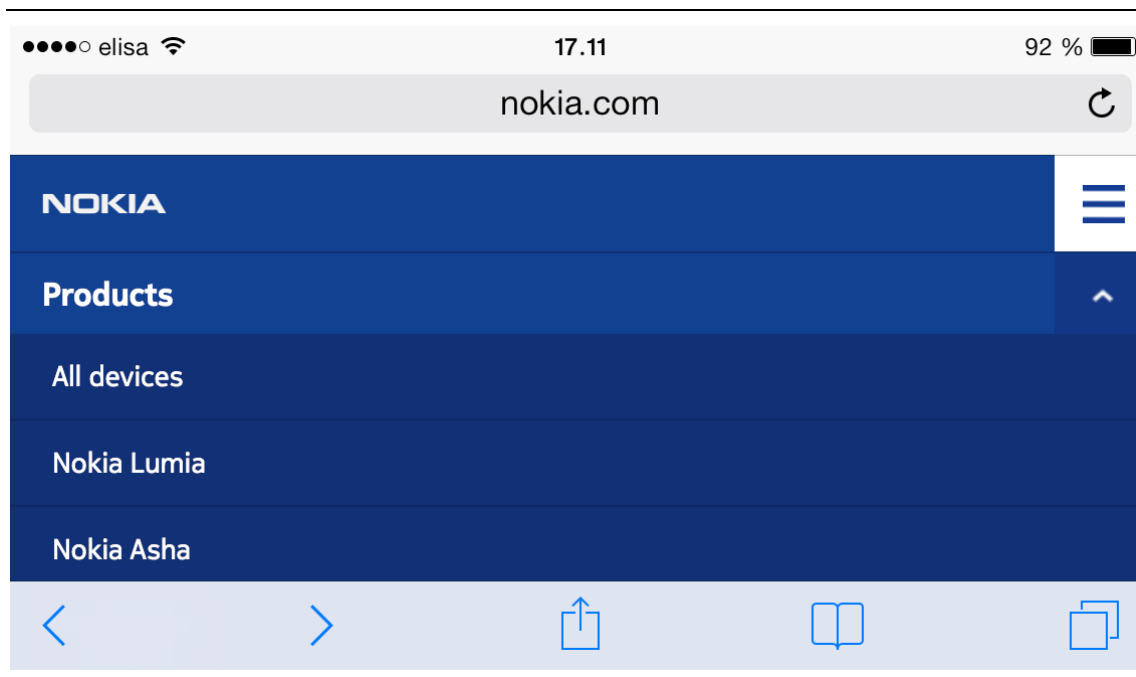 elisa 17.11 92 %
nokia.com
NOKIA
Products
All devices
Nokia Lumia
Nokia Asha